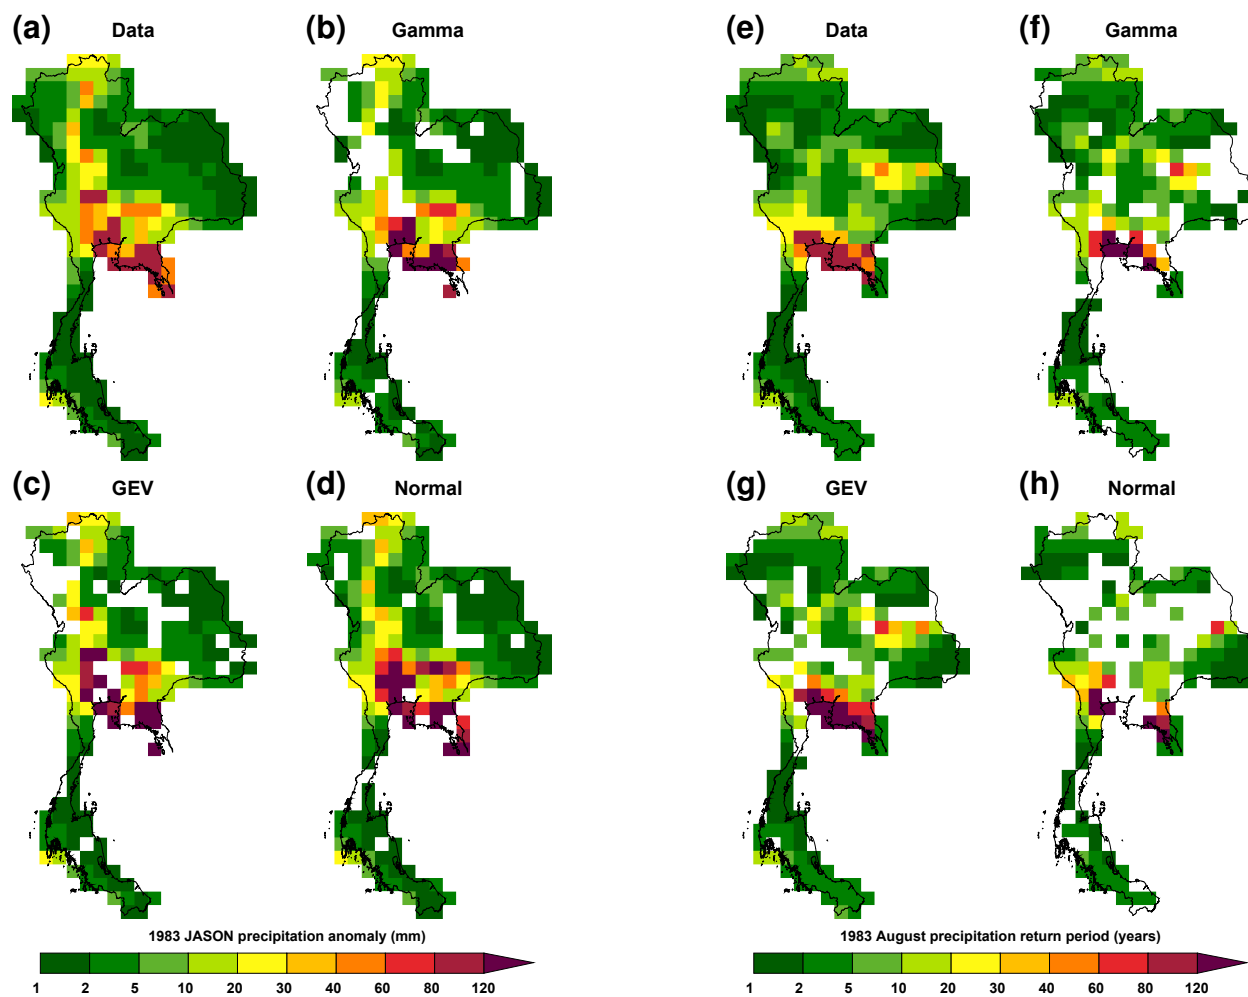 (a) Data (b) Gamma (e) Data (f) Gamma
(c) GEV (d) Normal (g) GEV (h) Normal
1983 JASON precipitation anomaly (mm) 1983 August precipitation return period (years)
1 2 5 10 20 30 40 60 80 120 1 2 5 10 20 30 40 60 80 120